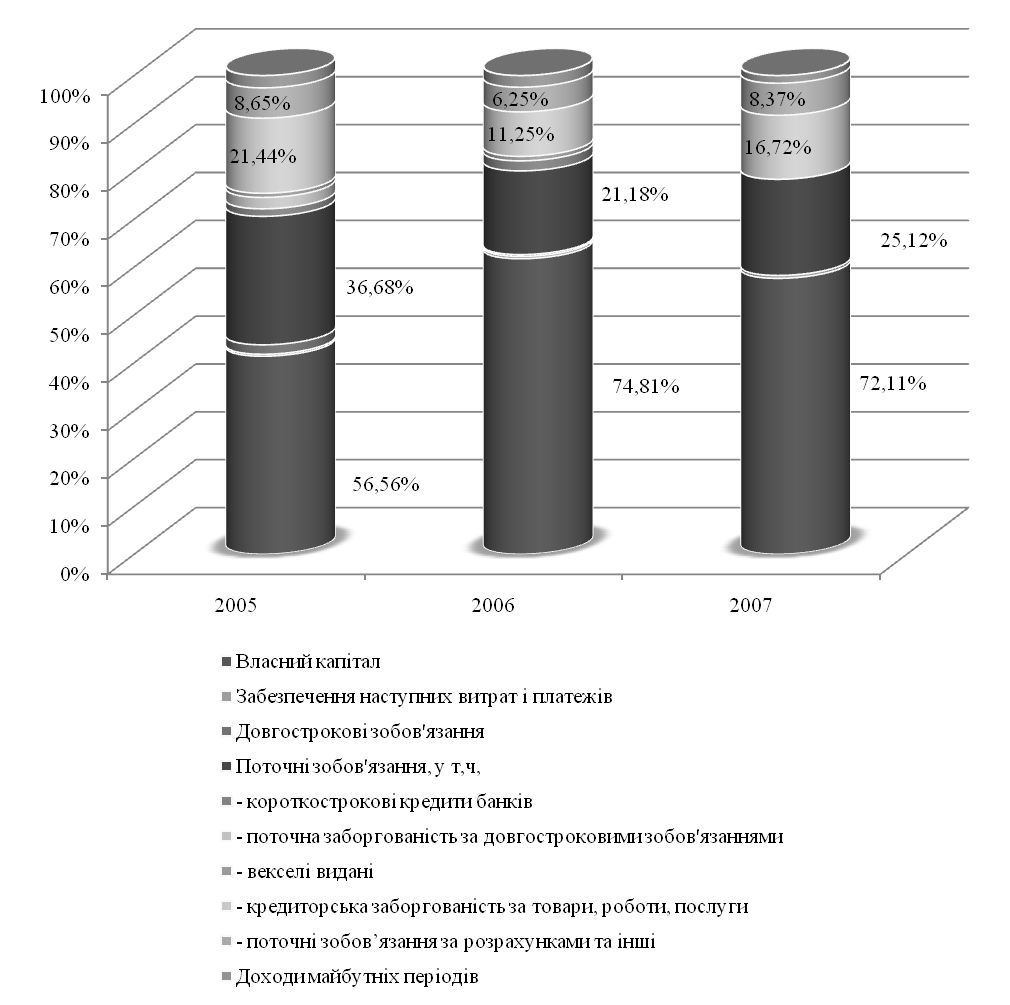 100%
90%
80%
70%
60%
50%
40%
30%
20%
10%
0%
8,65%
21,44%
36,68%
56,56%
6,25%
11,25%
21,18%
74,81%
8,37%
16,72%
25,12%
72,11%
2005
2006
2007
Власний капітал
Забезпечення наступних витрат і платежів
Довгострокові зобов'язання
Поточні зобов'язання, у т,ч,
- короткострокові кредити банків
- поточна заборгованість за довгостроковими зобов'язаннями
- векселі видані
- кредиторська заборгованість за товари, роботи, послуги
- поточні зобов’язання за розрахунками та інші
Доходи майбутніх періодів